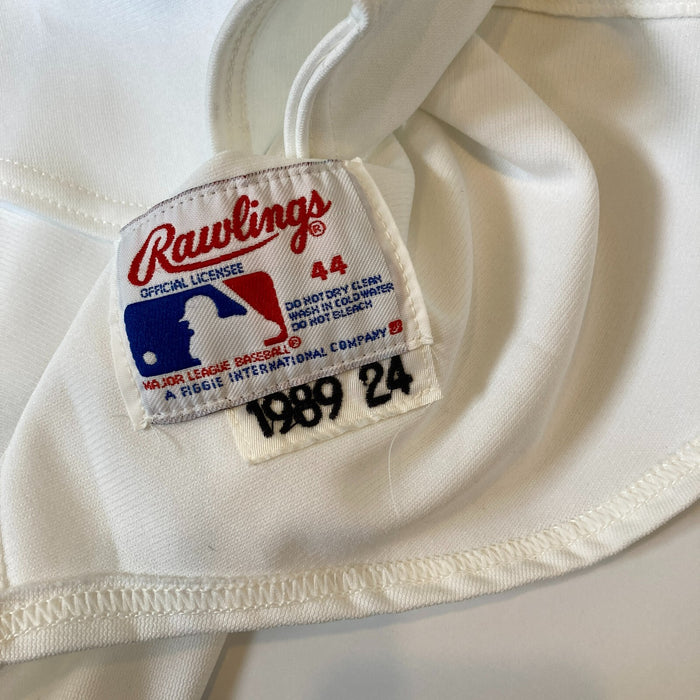 Rawlings®
OFFICIAL LICENSEE
44
DO NOT DRY CLEAN
WASH IN COLD WATER
DO NOT BLEACH
MAJOR LEAGUE BASEBALL®
A FIGGIE INTERNATIONAL COMPANY
1989 24